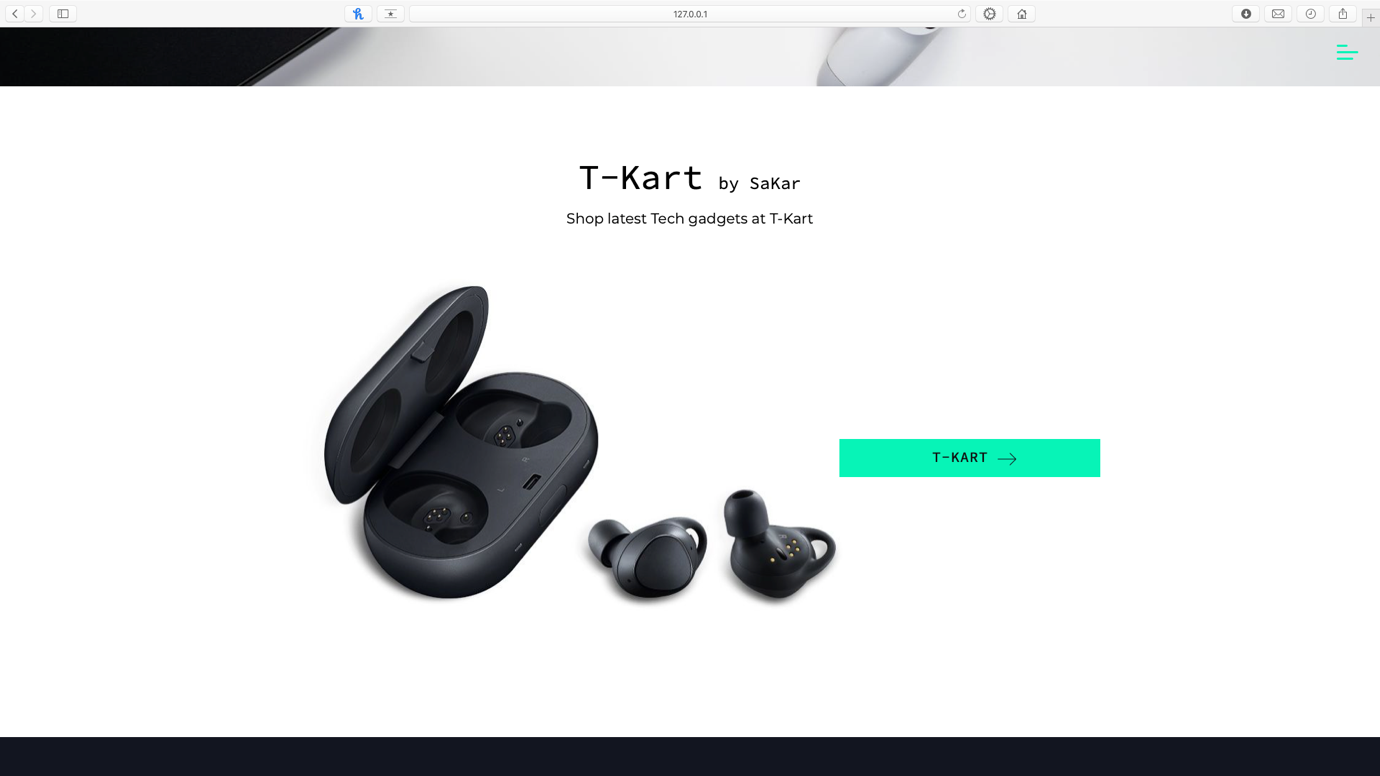 127.0.0.1
T-Kart by SaKar
Shop latest Tech gadgets at T-Kart
T-KART